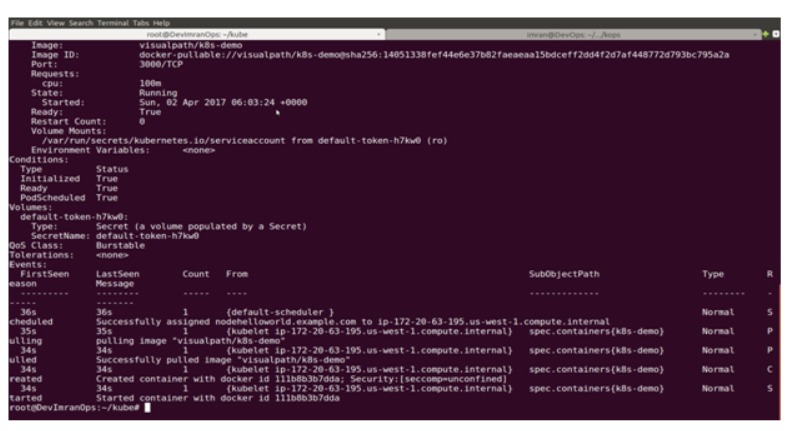 File Edit View Search Terminal Tabs Help
root@DevImranOps: ~/kube × imran@DevOps: ~/.../kops ×
Image: visualpath/k8s-demo
Image ID: docker-pullable://visualpath/k8s-demo@sha256:14051338fef44e6e37b82faeaeaa15bdceff2dd4f2d7af448772d793bc795a2a
Port: 3000/TCP
Requests:
cpu: 100m
State: Running
Started: Sun, 02 Apr 2017 06:03:24 +0000
Ready: True
Restart Count: 0
Volume Mounts:
/var/run/secrets/kubernetes.io/serviceaccount from default-token-h7kw0 (ro)
Environment Variables: <none>
Conditions:
Type Status
Initialized True
Ready True
PodScheduled True
Volumes:
default-token-h7kw0:
Type: Secret (a volume populated by a Secret)
SecretName: default-token-h7kw0
QoS Class: Burstable
Tolerations: <none>
Events:
FirstSeen LastSeen Count From SubObjectPath Type R
eason Message
--------- -------- ----- ---- ------------- -------- -
----- -------
36s 36s 1 {default-scheduler } Normal S
cheduled Successfully assigned nodehelloworld.example.com to ip-172-20-63-195.us-west-1.compute.internal
35s 35s 1 {kubelet ip-172-20-63-195.us-west-1.compute.internal} spec.containers{k8s-demo} Normal P
ulling pulling image "visualpath/k8s-demo"
34s 34s 1 {kubelet ip-172-20-63-195.us-west-1.compute.internal} spec.containers{k8s-demo} Normal P
ulled Successfully pulled image "visualpath/k8s-demo"
34s 34s 1 {kubelet ip-172-20-63-195.us-west-1.compute.internal} spec.containers{k8s-demo} Normal C
reated Created container with docker id 111b8b3b7dda; Security:[seccomp=unconfined]
34s 34s 1 {kubelet ip-172-20-63-195.us-west-1.compute.internal} spec.containers{k8s-demo} Normal S
tarted Started container with docker id 111b8b3b7dda
root@DevImranOps:~/kube#